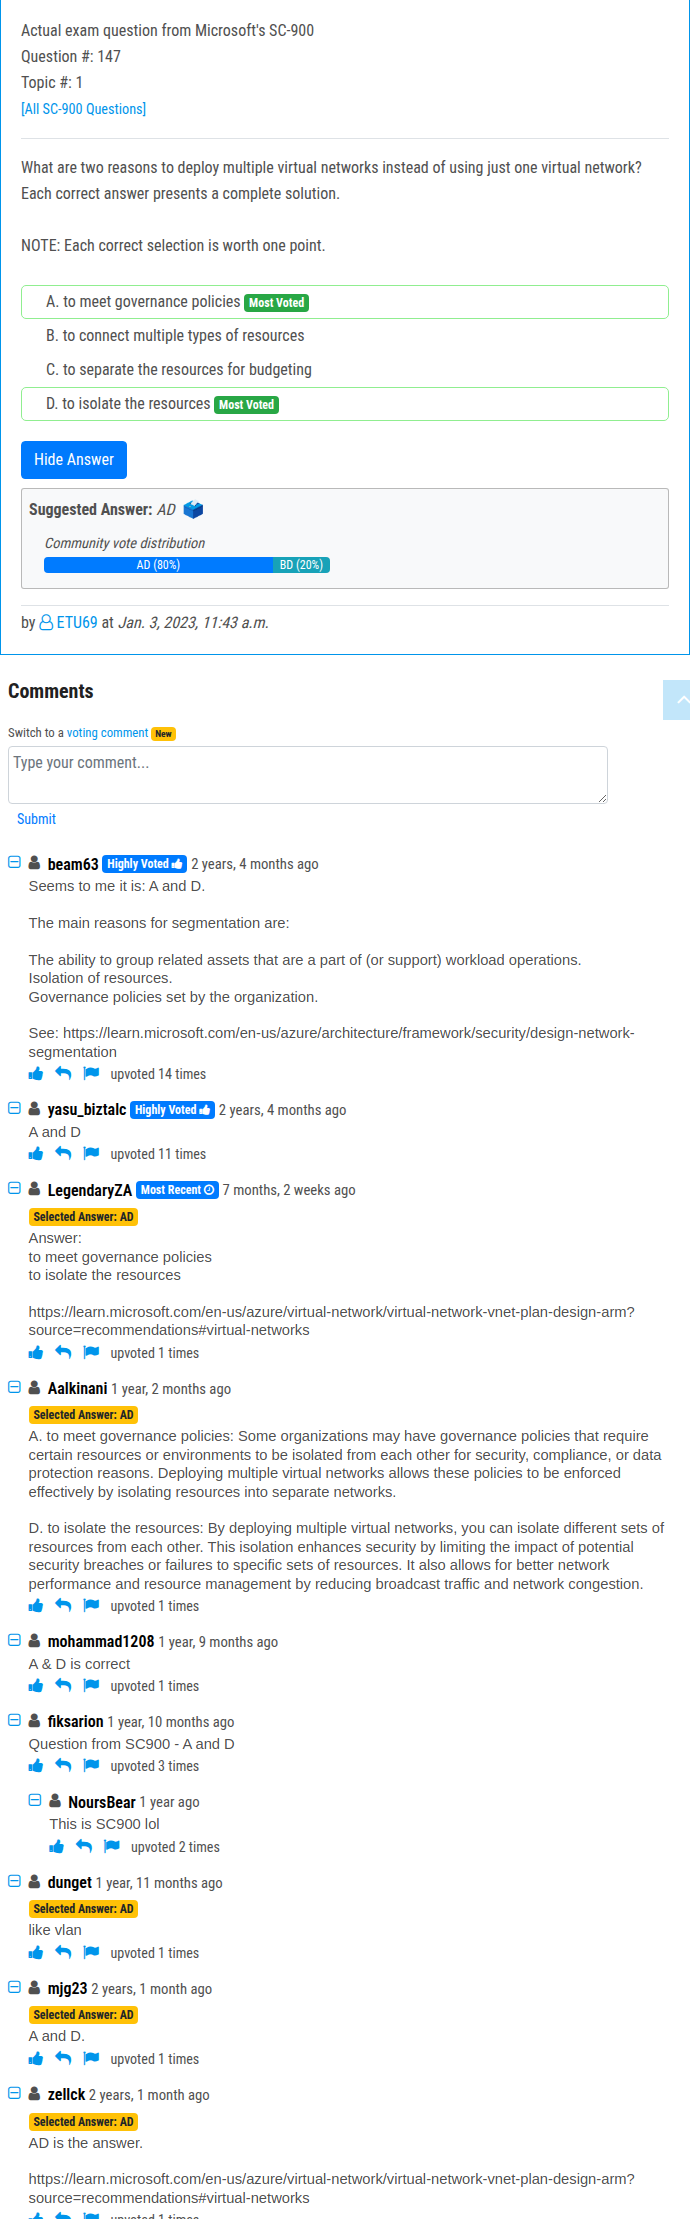 Actual exam question from Microsoft's SC-900
Question #: 147
Topic #: 1
[All SC-900 Questions]
What are two reasons to deploy multiple virtual networks instead of using just one virtual network?
Each correct answer presents a complete solution.
NOTE: Each correct selection is worth one point.
A. to meet governance policies Most Voted
B. to connect multiple types of resources
C. to separate the resources for budgeting
D. to isolate the resources Most Voted
Hide Answer
Suggested Answer: AD
Community vote distribution
AD (80%) BD (20%)
by ETU69 at Jan. 3, 2023, 11:43 a.m.
Comments
Switch to a voting comment New
Type your comment...
Submit
beam63 Highly Voted 2 years, 4 months ago
Seems to me it is: A and D.
The main reasons for segmentation are:
The ability to group related assets that are a part of (or support) workload operations.
Isolation of resources.
Governance policies set by the organization.
See: https://learn.microsoft.com/en-us/azure/architecture/framework/security/design-network-
segmentation
upvoted 14 times
yasu_biztalc Highly Voted 2 years, 4 months ago
A and D
upvoted 11 times
LegendaryZA Most Recent 7 months, 2 weeks ago
Selected Answer: AD
Answer:
to meet governance policies
to isolate the resources
https://learn.microsoft.com/en-us/azure/virtual-network/virtual-network-vnet-plan-design-arm?
source=recommendations#virtual-networks
upvoted 1 times
Aalkinani 1 year, 2 months ago
Selected Answer: AD
A. to meet governance policies: Some organizations may have governance policies that require
certain resources or environments to be isolated from each other for security, compliance, or data
protection reasons. Deploying multiple virtual networks allows these policies to be enforced
effectively by isolating resources into separate networks.
D. to isolate the resources: By deploying multiple virtual networks, you can isolate different sets of
resources from each other. This isolation enhances security by limiting the impact of potential
security breaches or failures to specific sets of resources. It also allows for better network
performance and resource management by reducing broadcast traffic and network congestion.
upvoted 1 times
mohammad1208 1 year, 9 months ago
A & D is correct
upvoted 1 times
fiksarion 1 year, 10 months ago
Question from SC900 - A and D
upvoted 3 times
NoursBear 1 year ago
This is SC900 lol
upvoted 2 times
dunget 1 year, 11 months ago
Selected Answer: AD
like vlan
upvoted 1 times
mjg23 2 years, 1 month ago
Selected Answer: AD
A and D.
upvoted 1 times
zellck 2 years, 1 month ago
Selected Answer: AD
AD is the answer.
https://learn.microsoft.com/en-us/azure/virtual-network/virtual-network-vnet-plan-design-arm?
source=recommendations#virtual-networks
upvoted 1 times